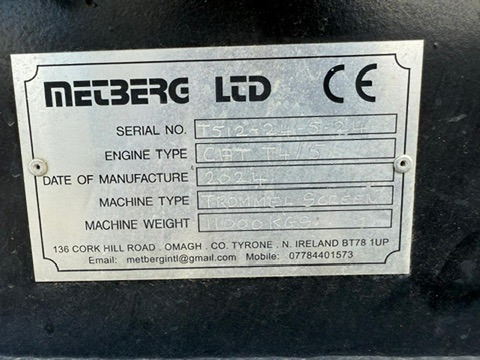 METBERG LTD CE
SERIAL NO. T512-24-5-24
ENGINE TYPE CAT T4/5
DATE OF MANUFACTURE 2024
MACHINE TYPE TROMMEL SCREEN
MACHINE WEIGHT 11000KGS
136 CORK HILL ROAD . OMAGH . CO. TYRONE . N. IRELAND BT78 1UP
Email: metbergintl@gmail.com Mobile: 07784401573